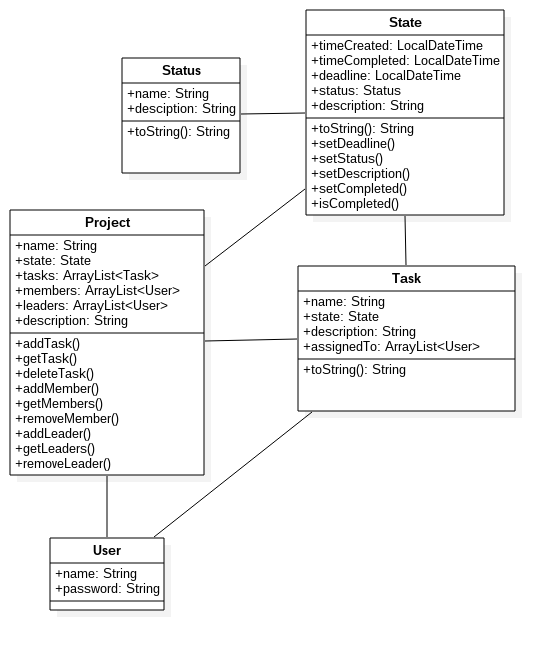 State
+timeCreated: LocalDateTime
+timeCompleted: LocalDateTime
+deadline: LocalDateTime
+status: Status
+description: String
+toString(): String
+setDeadline()
+setStatus()
+setDescription()
+setCompleted()
+isCompleted()
Status
+name: String
+desciption: String
+toString(): String
Project
+name: String
+state: State
+tasks: ArrayList<Task>
+members: ArrayList<User>
+leaders: ArrayList<User>
+description: String
+addTask()
+getTask()
+deleteTask()
+addMember()
+getMembers()
+removeMember()
+addLeader()
+getLeaders()
+removeLeader()
Task
+name: String
+state: State
+description: String
+assignedTo: ArrayList<User>
+toString(): String
User
+name: String
+password: String